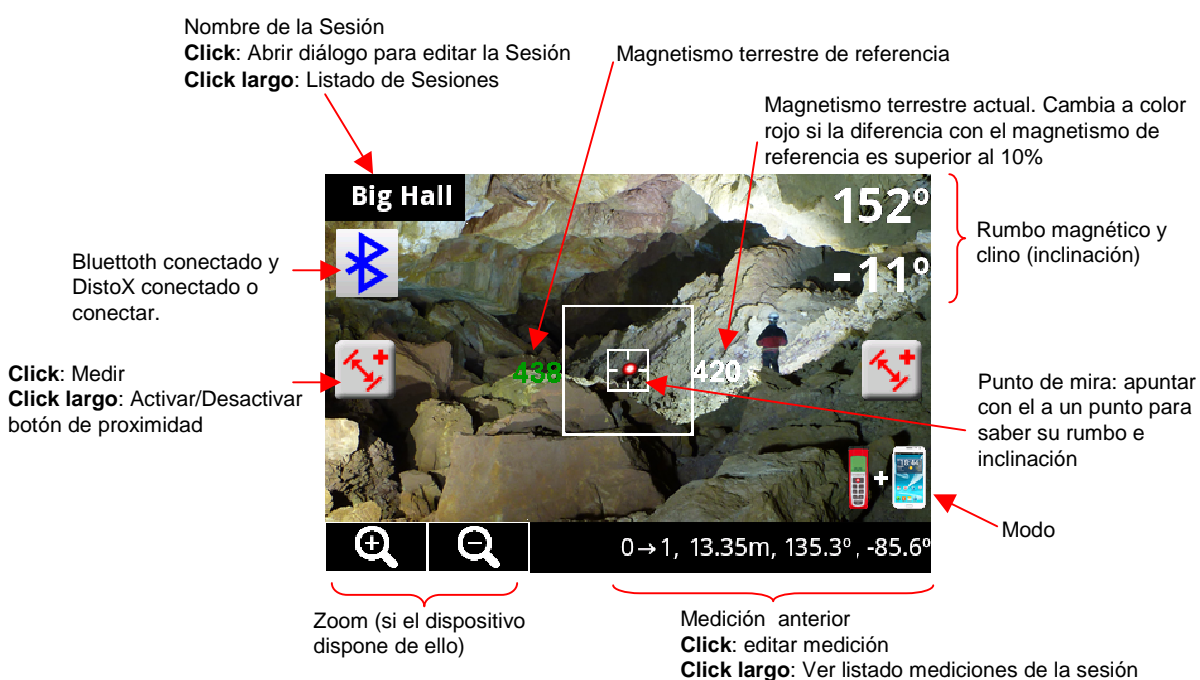 Nombre de la Sesión
Click: Abrir diálogo para editar la Sesión
Click largo: Listado de Sesiones
Magnetismo terrestre de referencia
Magnetismo terrestre actual. Cambia a color
rojo si la diferencia con el magnetismo de
referencia es superior al 10%
Big Hall
152º
-11º
Rumbo magnético y
clino (inclinación)
Bluettoth conectado y
DistoX conectado o
conectar.
Click: Medir
Click largo: Activar/Desactivar
botón de proximidad
438
420
Punto de mira: apuntar
con el a un punto para
saber su rumbo e
inclinación
+
Modo
0→1, 13.35m, 135.3º, -85.6º
Zoom (si el dispositivo
dispone de ello)
Medición anterior
Click: editar medición
Click largo: Ver listado mediciones de la sesión